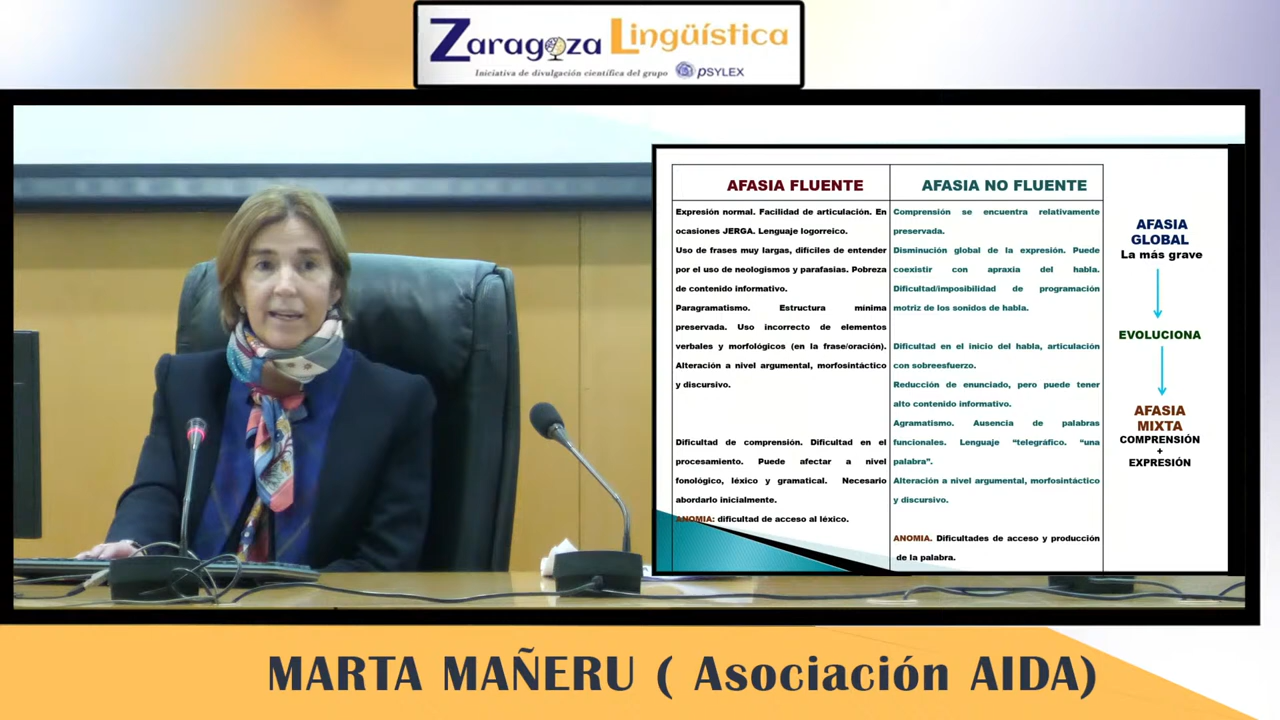 Zaragoza Lingüística
Iniciativa de divulgación científica del grupo PSYLEX
AFASIA FLUENTE
Expresión normal. Facilidad de articulación. En
ocasiones JERGA. Lenguaje logorreico.
Uso de frases muy largas, difíciles de entender
por el uso de neologismos y parafasias. Pobreza
de contenido informativo.
Paragramatismo. Estructura mínima
preservada. Uso incorrecto de elementos
verbales y morfológicos (en la frase/oración).
Alteración a nivel argumental, morfosintáctico
y discursivo.
Dificultad de comprensión. Dificultad en el
procesamiento. Puede afectar a nivel
fonológico, léxico y gramatical. Necesario
abordarlo inicialmente.
ANOMIA: dificultad de acceso al léxico.
AFASIA NO FLUENTE
Comprensión se encuentra relativamente
preservada.
Disminución global de la expresión. Puede
coexistir con apraxia del habla.
Dificultad/imposibilidad de programación
motriz de los sonidos de habla.
Dificultad en el inicio del habla, articulación
con sobreesfuerzo.
Reducción de enunciado, pero puede tener
alto contenido informativo.
Agramatismo. Ausencia de palabras
funcionales. Lenguaje “telegráfico. “una
palabra”.
Alteración a nivel argumental, morfosintáctico
y discursivo.
ANOMIA. Dificultades de acceso y producción
de la palabra.
AFASIA
GLOBAL
La más grave
EVOLUCIONA
AFASIA
MIXTA
COMPRENSIÓN
+
EXPRESIÓN
MARTA MAÑERU ( Asociación AIDA)